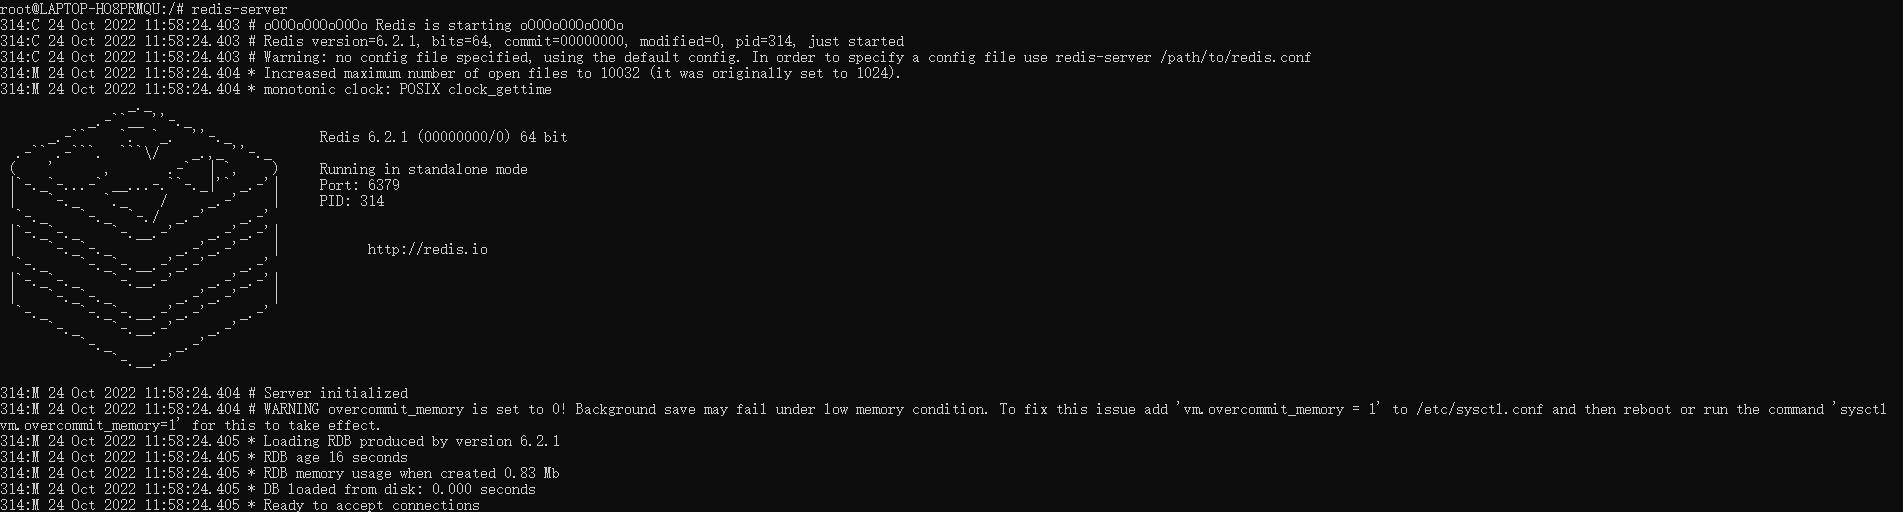 root@LAPTOP-HO8PRMQU:/# redis-server
314:C 24 Oct 2022 11:58:24.403 # oO0OoO0OoO0Oo Redis is starting oO0OoO0OoO0Oo
314:C 24 Oct 2022 11:58:24.403 # Redis version=6.2.1, bits=64, commit=00000000, modified=0, pid=314, just started
314:C 24 Oct 2022 11:58:24.403 # Warning: no config file specified, using the default config. In order to specify a config file use redis-server /path/to/redis.conf
314:M 24 Oct 2022 11:58:24.404 * Increased maximum number of open files to 10032 (it was originally set to 1024).
314:M 24 Oct 2022 11:58:24.404 * monotonic clock: POSIX clock_gettime
Redis 6.2.1 (00000000/0) 64 bit
Running in standalone mode
Port: 6379
PID: 314
http://redis.io
314:M 24 Oct 2022 11:58:24.404 # Server initialized
314:M 24 Oct 2022 11:58:24.404 # WARNING overcommit_memory is set to 0! Background save may fail under low memory condition. To fix this issue add 'vm.overcommit_memory = 1' to /etc/sysctl.conf and then reboot or run the command 'sysctl
vm.overcommit_memory=1' for this to take effect.
314:M 24 Oct 2022 11:58:24.405 * Loading RDB produced by version 6.2.1
314:M 24 Oct 2022 11:58:24.405 * RDB age 16 seconds
314:M 24 Oct 2022 11:58:24.405 * RDB memory usage when created 0.83 Mb
314:M 24 Oct 2022 11:58:24.405 * DB loaded from disk: 0.000 seconds
314:M 24 Oct 2022 11:58:24.405 * Ready to accept connections